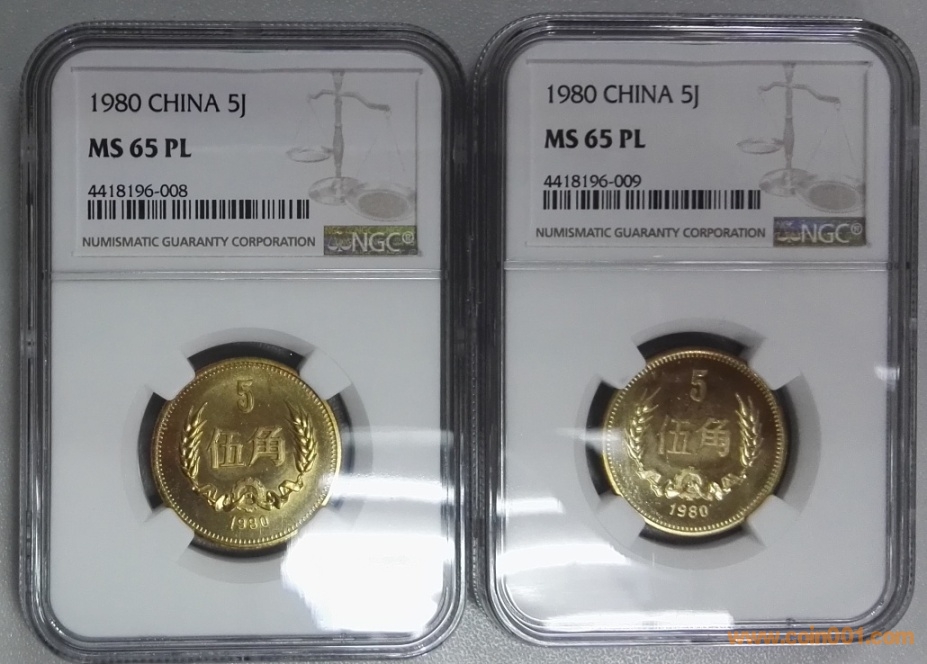 1980 CHINA 5J
MS 65 PL
4418196-008
NUMISMATIC GUARANTY CORPORATION
NGC®
5
伍角
1980
1980 CHINA 5J
MS 65 PL
4418196-009
NUMISMATIC GUARANTY CORPORATION
NGC®
5
伍角
1980
www.coin001.com